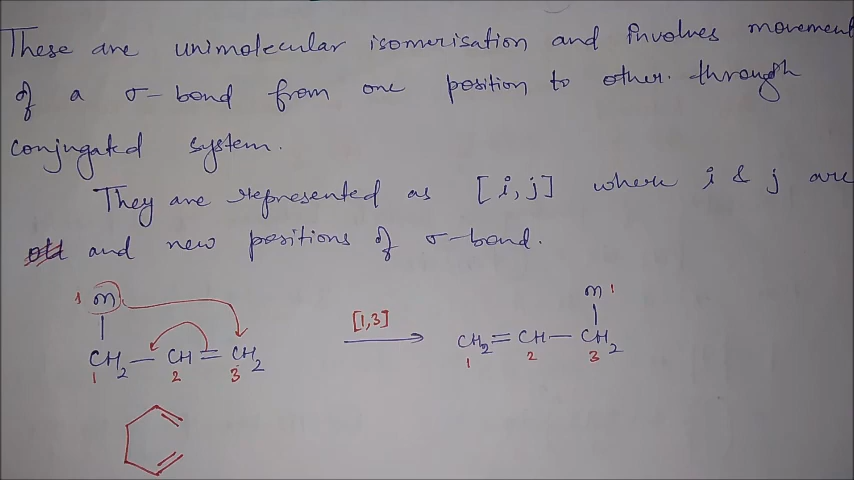 These are unimolecular isomerisation and involves movement
of a σ-bond from one position to other. through
conjugated system.
They are represented as [i,j] where i & j are
old and new positions of σ-bond.
1 m m 1
[1,3]
CH2 — CH = CH2 CH2 = CH — CH2
1 2 3 1 2 3